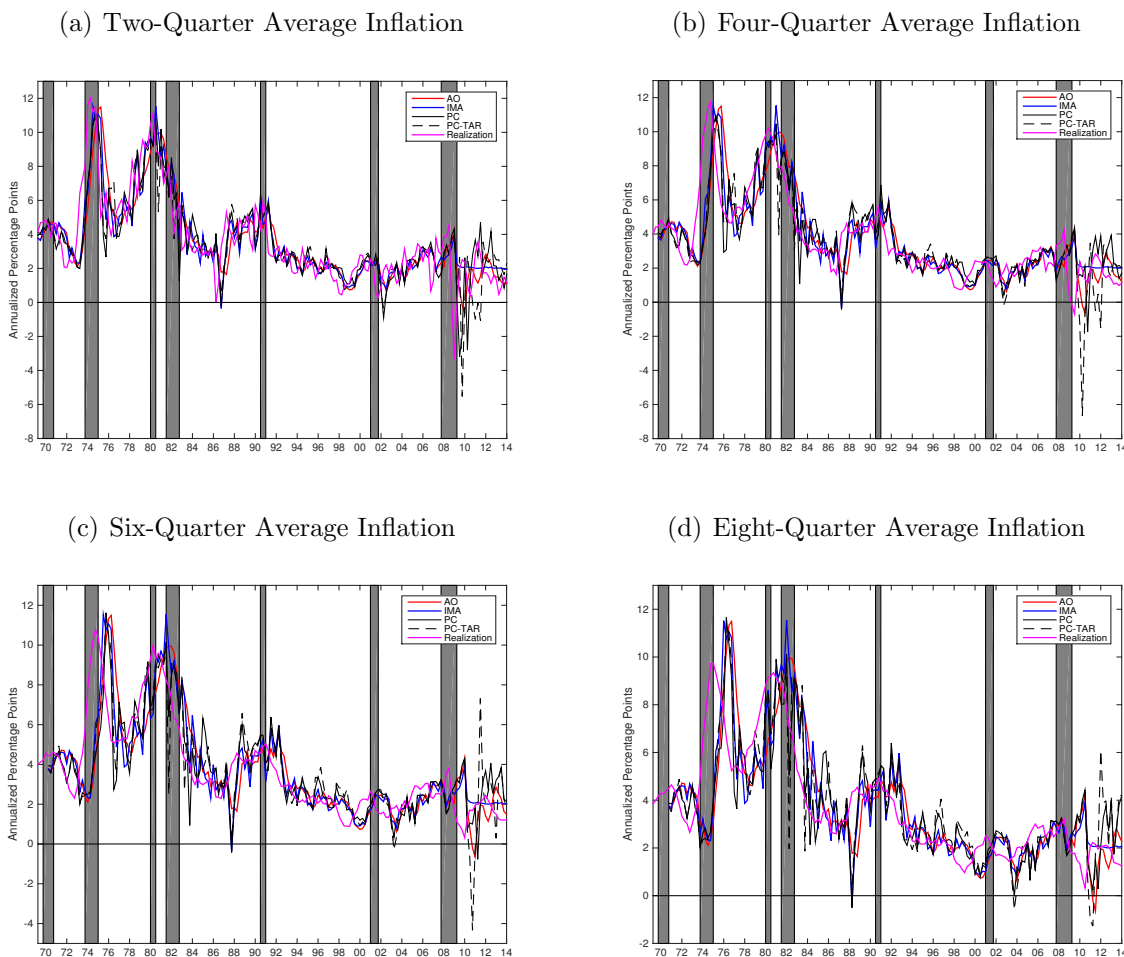 (a) Two-Quarter Average Inflation
12
10
8
6
4
2
0
-2
-4
-6
-8
Annualized Percentage Points
AO
IMA
PC
PC-TAR
Realization
70 72 74 76 78 80 82 84 86 88 90 92 94 96 98 00 02 04 06 08 10 12 14
(b) Four-Quarter Average Inflation
12
10
8
6
4
2
0
-2
-4
-6
-8
Annualized Percentage Points
AO
IMA
PC
PC-TAR
Realization
70 72 74 76 78 80 82 84 86 88 90 92 94 96 98 00 02 04 06 08 10 12 14
(c) Six-Quarter Average Inflation
12
10
8
6
4
2
0
-2
-4
Annualized Percentage Points
AO
IMA
PC
PC-TAR
Realization
70 72 74 76 78 80 82 84 86 88 90 92 94 96 98 00 02 04 06 08 10 12 14
(d) Eight-Quarter Average Inflation
12
10
8
6
4
2
0
-2
Annualized Percentage Points
AO
IMA
PC
PC-TAR
Realization
70 72 74 76 78 80 82 84 86 88 90 92 94 96 98 00 02 04 06 08 10 12 14